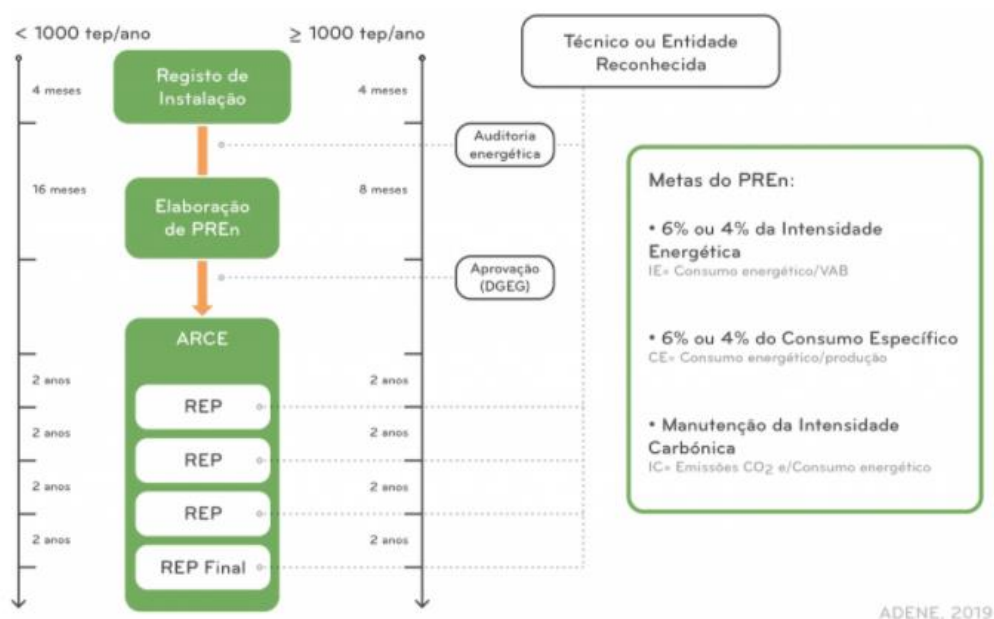 < 1000 tep/ano
≥ 1000 tep/ano
Técnico ou Entidade
Reconhecida
4 meses
Registo de
Instalação
4 meses
Auditoria
energética
16 meses
Elaboração
de PREn
8 meses
Aprovação
(DGEG)
ARCE
2 anos
REP
2 anos
2 anos
REP
2 anos
2 anos
REP
2 anos
2 anos
REP Final
2 anos
Metas do PREn:
• 6% ou 4% da Intensidade
Energética
IE= Consumo energético/VAB
• 6% ou 4% do Consumo Específico
CE= Consumo energético/produção
• Manutenção da Intensidade
Carbónica
IC= Emissões CO2 e/Consumo energético
ADENE, 2019